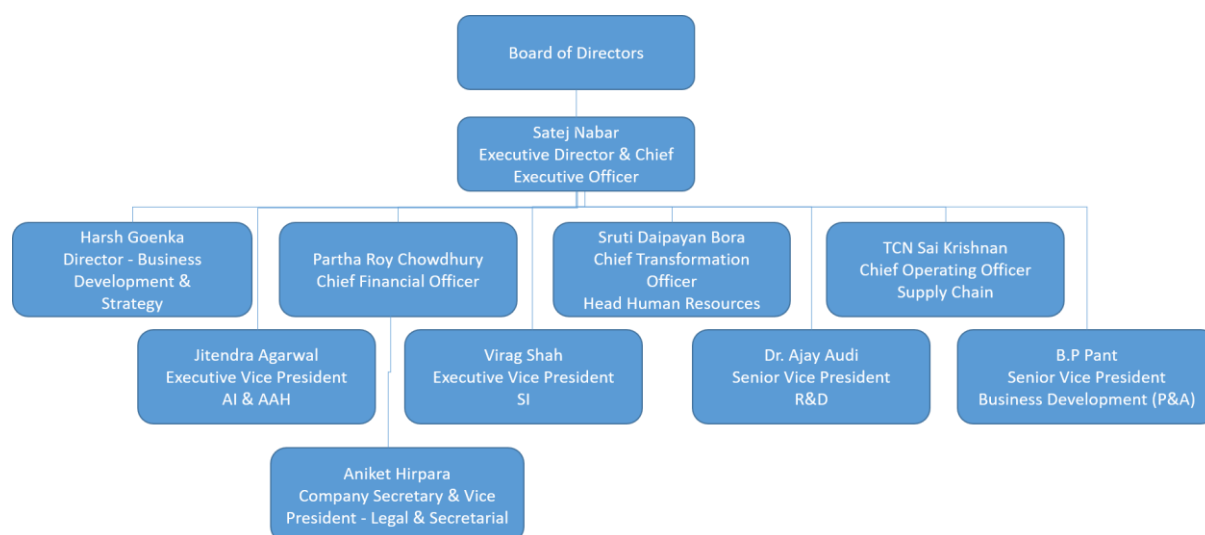 Board of Directors
Satej Nabar
Executive Director & Chief
Executive Officer
Harsh Goenka
Director - Business
Development &
Strategy
Partha Roy Chowdhury
Chief Financial Officer
Sruti Daipayan Bora
Chief Transformation
Officer
Head Human Resources
TCN Sai Krishnan
Chief Operating Officer
Supply Chain
Jitendra Agarwal
Executive Vice President
AI & AAH
Virag Shah
Executive Vice President
SI
Dr. Ajay Audi
Senior Vice President
R&D
B.P Pant
Senior Vice President
Business Development (P&A)
Aniket Hirpara
Company Secretary & Vice
President - Legal & Secretarial